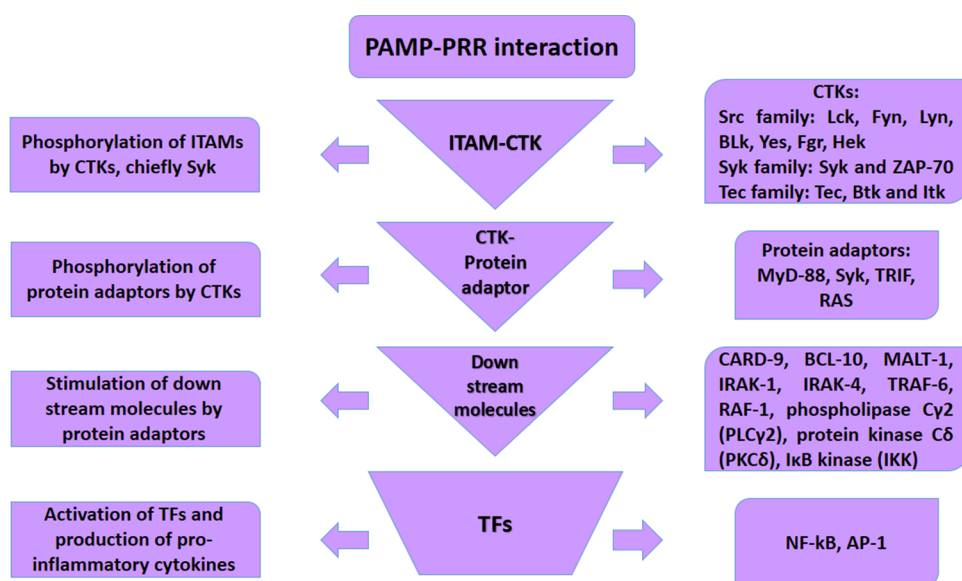 PAMP-PRR interaction
Phosphorylation of ITAMs
by CTKs, chiefly Syk
ITAM-CTK
CTKs:
Src family: Lck, Fyn, Lyn,
BLk, Yes, Fgr, Hek
Syk family: Syk and ZAP-70
Tec family: Tec, Btk and Itk
Phosphorylation of
protein adaptors by CTKs
CTK-
Protein
adaptor
Protein adaptors:
MyD-88, Syk, TRIF,
RAS
Stimulation of down
stream molecules by
protein adaptors
Down
stream
molecules
CARD-9, BCL-10, MALT-1,
IRAK-1, IRAK-4, TRAF-6,
RAF-1, phospholipase Cγ2
(PLCγ2), protein kinase Cδ
(PKCδ), IκB kinase (IKK)
Activation of TFs and
production of pro-
inflammatory cytokines
TFs
NF-kB, AP-1